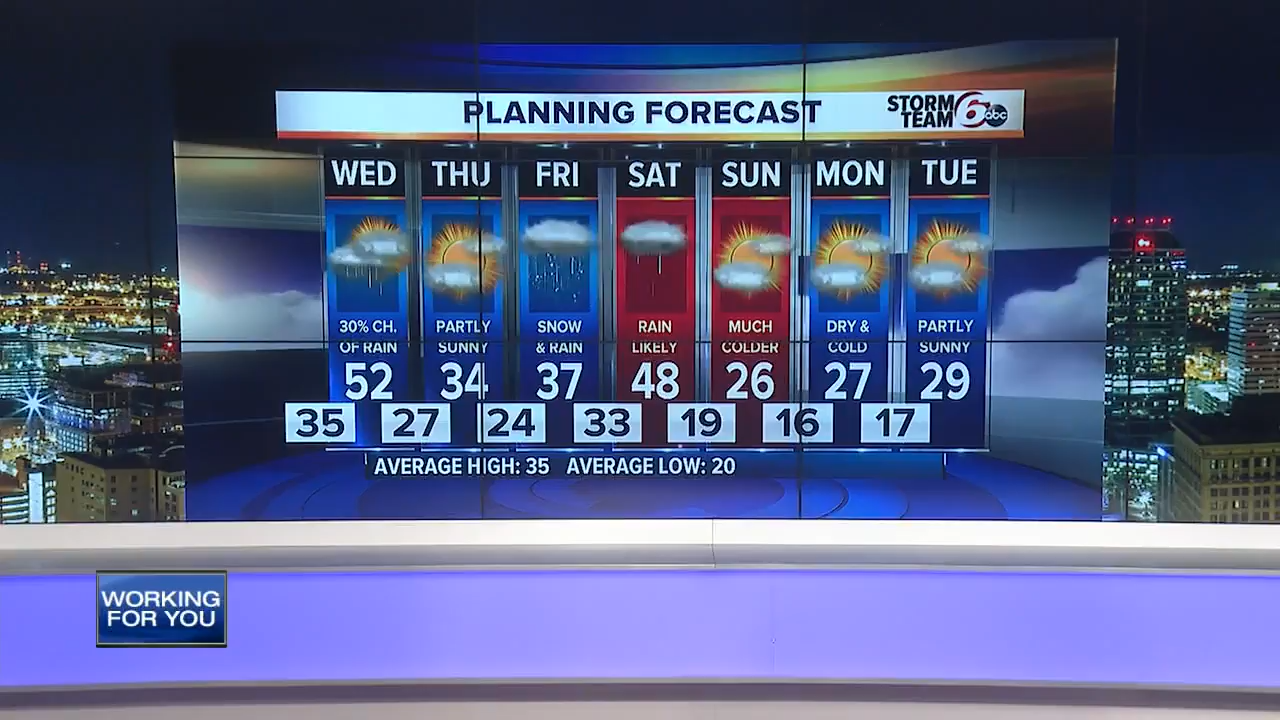 PLANNING FORECAST
STORM
TEAM 6 abc
WED THU FRI SAT SUN MON TUE
30% CH. PARTLY SNOW RAIN MUCH DRY & PARTLY
OF RAIN SUNNY & RAIN LIKELY COLDER COLD SUNNY
52 34 37 48 26 27 29
35 27 24 33 19 16 17
AVERAGE HIGH: 35 AVERAGE LOW: 20
WORKING
FOR YOU